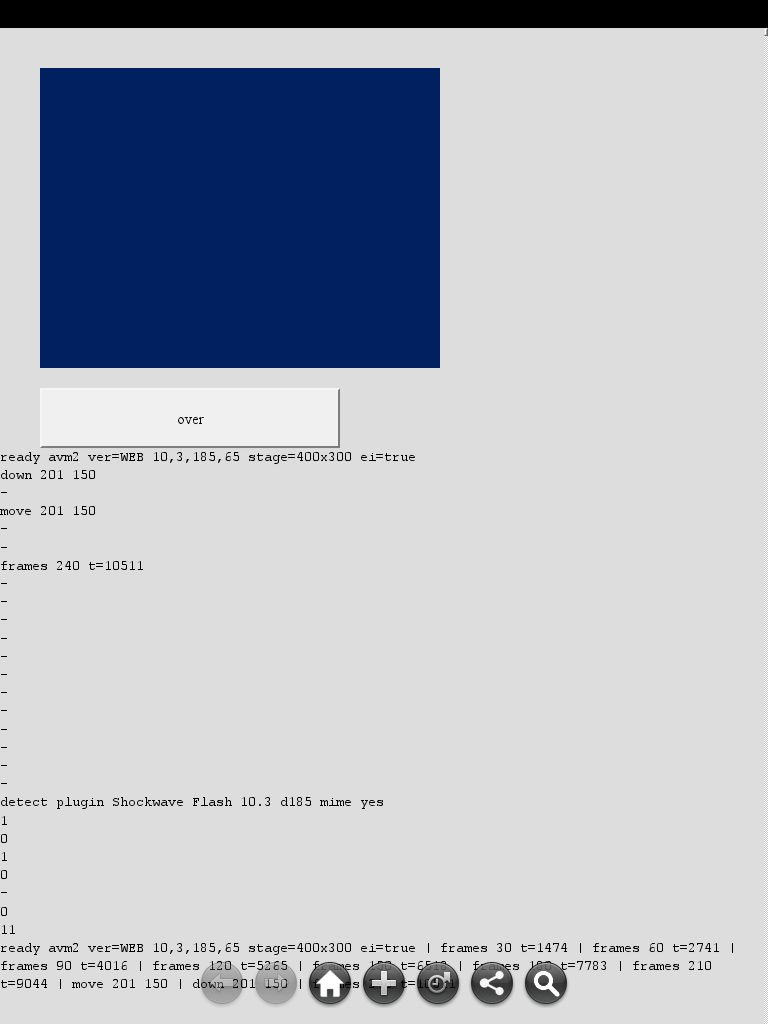 over
ready avm2 ver=WEB 10,3,185,65 stage=400x300 ei=true
down 201 150
-
move 201 150
-
-
frames 240 t=10511
-
-
-
-
-
-
-
-
-
-
-
-
detect plugin Shockwave Flash 10.3 d185 mime yes
1
0
1
0
-
0
11
ready avm2 ver=WEB 10,3,185,65 stage=400x300 ei=true | frames 30 t=1474 | frames 60 t=2741 |
frames 90 t=4016 | frames 120 t=5265 | frames 150 t=6518 | frames 180 t=7783 | frames 210
t=9044 | move 201 150 | down 201 150 |